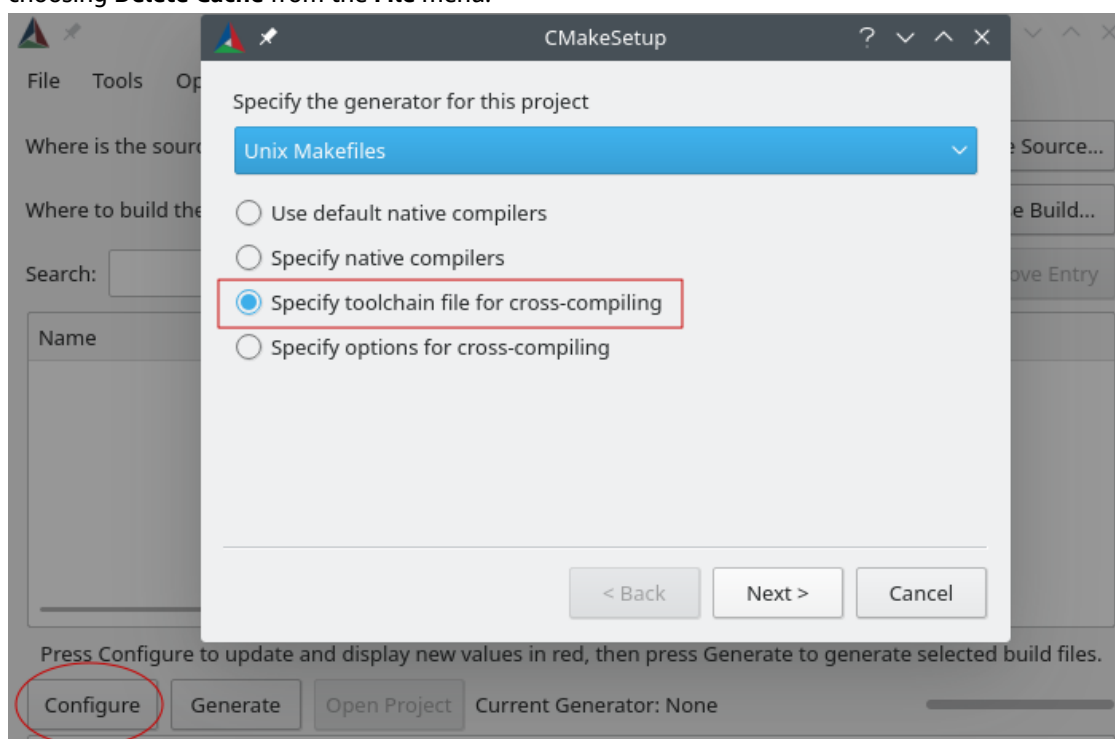 choosing Delete Cache from the File menu.
CMakeSetup
File Tools Op
Specify the generator for this project
Where is the sourc
Unix Makefiles
e Source...
Where to build the
Use default native compilers
e Build...
Specify native compilers
Search:
ove Entry
Specify toolchain file for cross-compiling
Name
Specify options for cross-compiling
< Back Next > Cancel
Press Configure to update and display new values in red, then press Generate to generate selected build files.
Configure Generate Open Project Current Generator: None